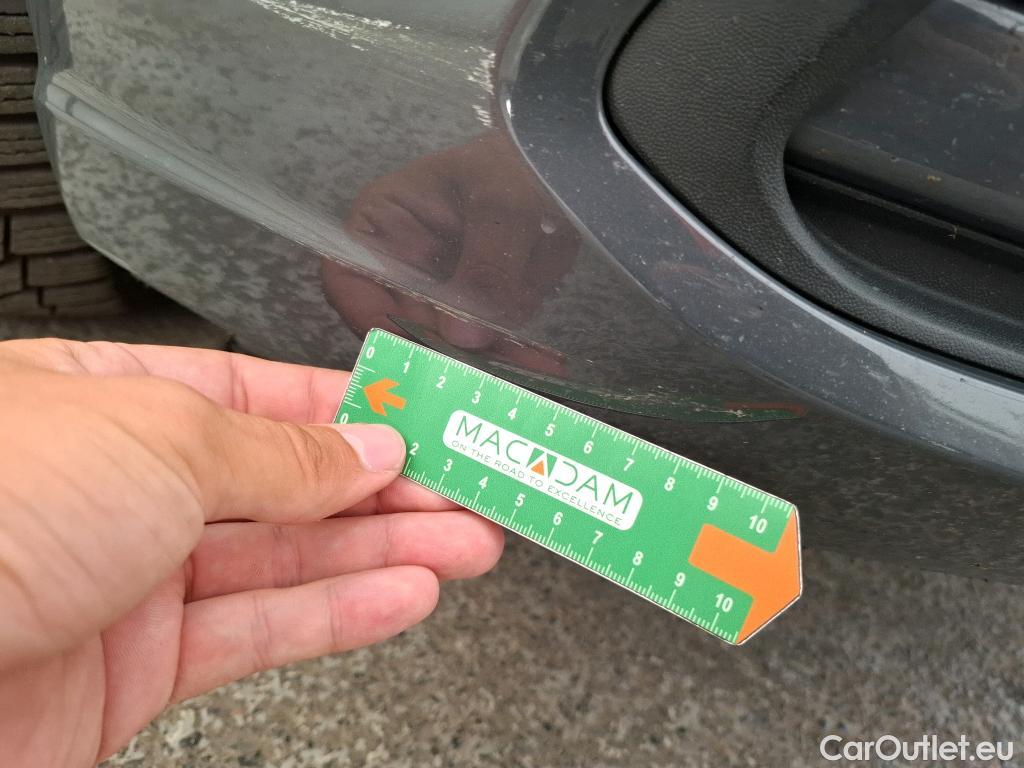 0 1 2 3 4 5 6 7 8 9 10
MACADAM
ON THE ROAD TO EXCELLENCE
0 2 3 4 5 6 7 8 9 10
CarOutlet.eu